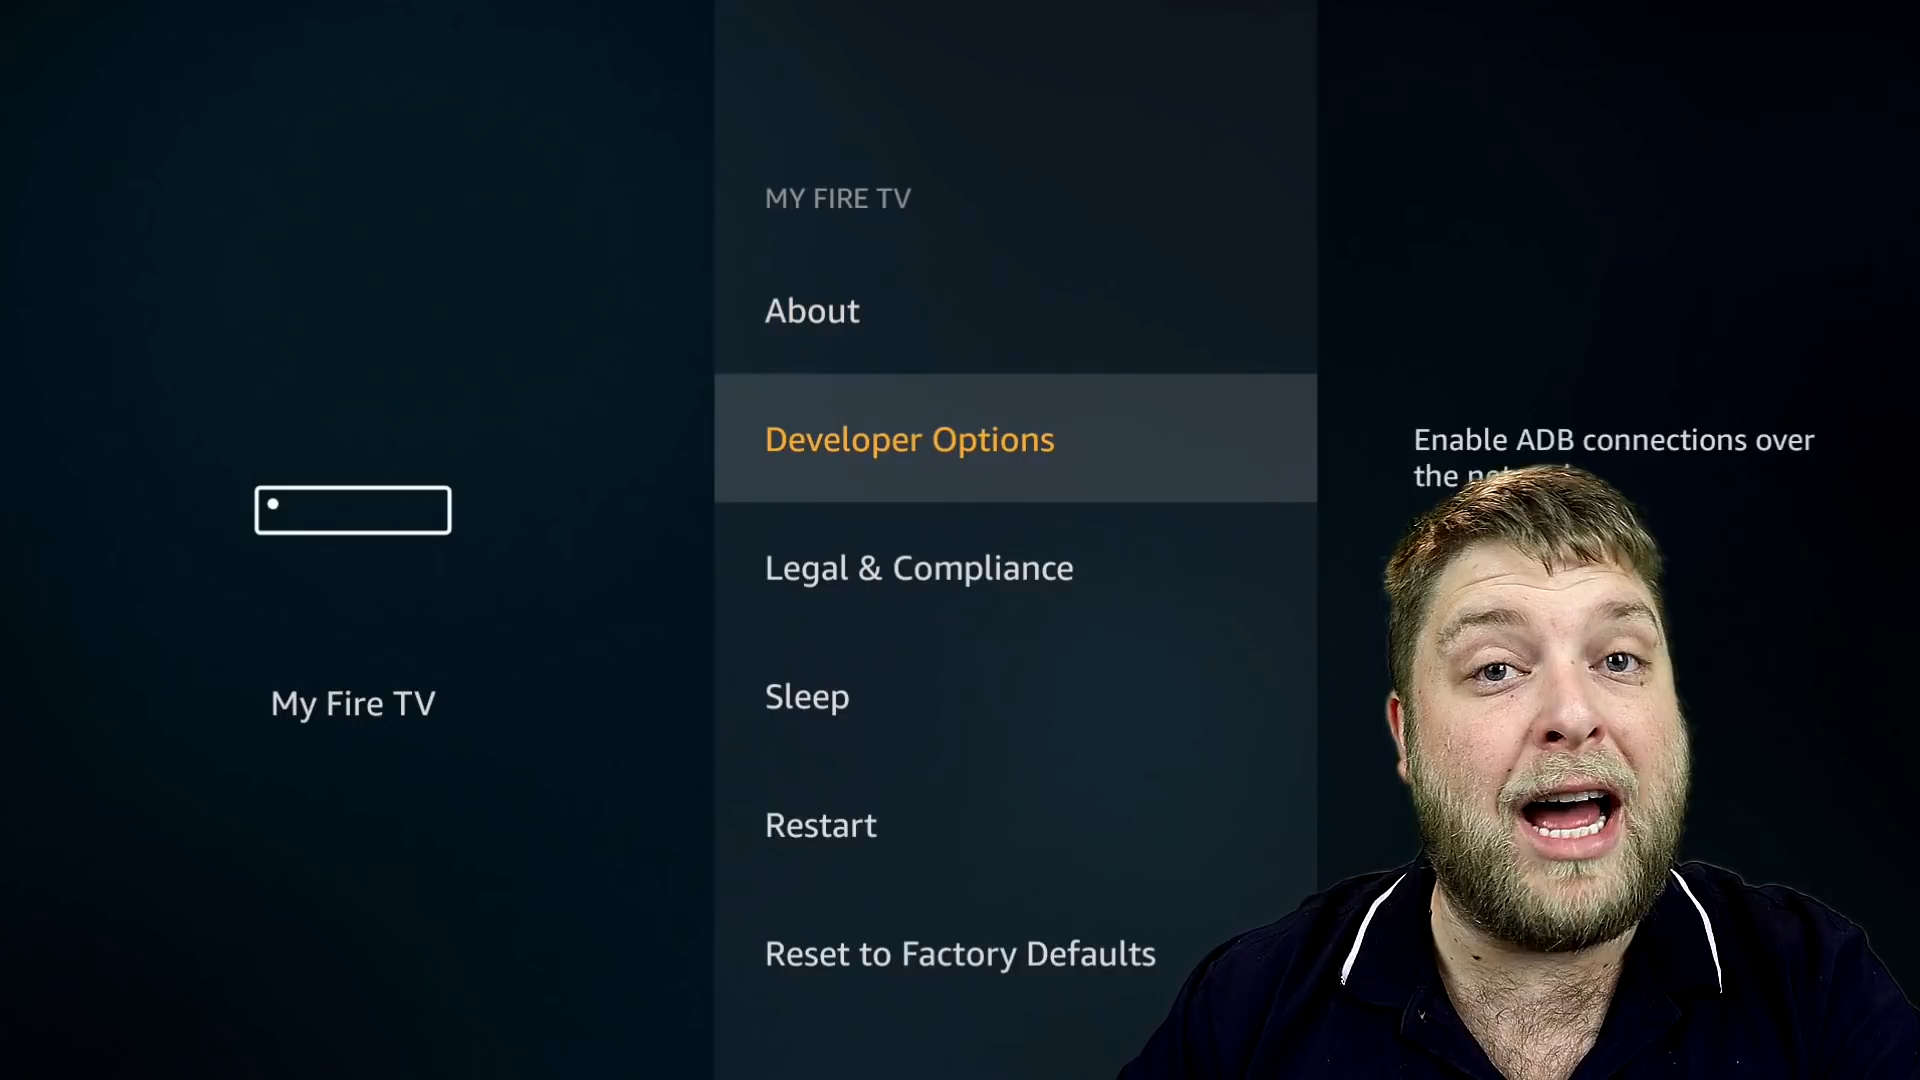 MY FIRE TV
About
Developer Options
Legal & Compliance
Sleep
Restart
Reset to Factory Defaults
My Fire TV
Enable ADB connections over
the